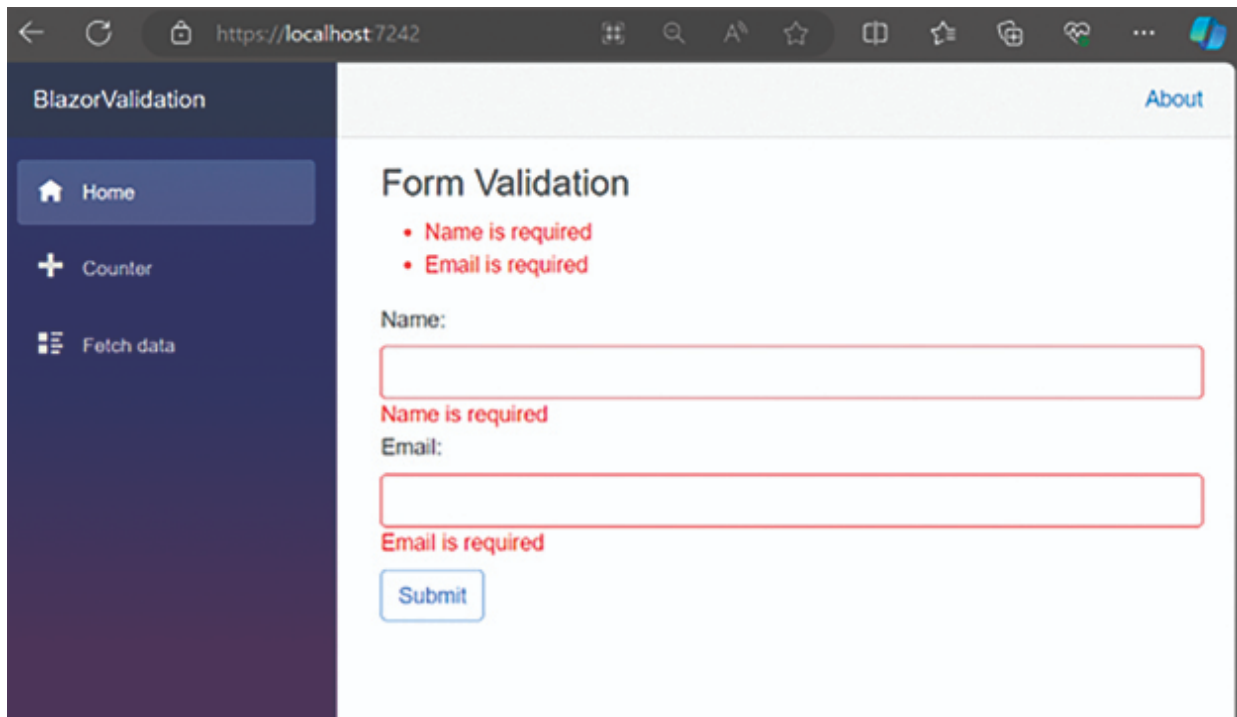 https://localhost:7242
BlazorValidation
About
Home
Counter
Fetch data
Form Validation
• Name is required
• Email is required
Name:
Name is required
Email:
Email is required
Submit